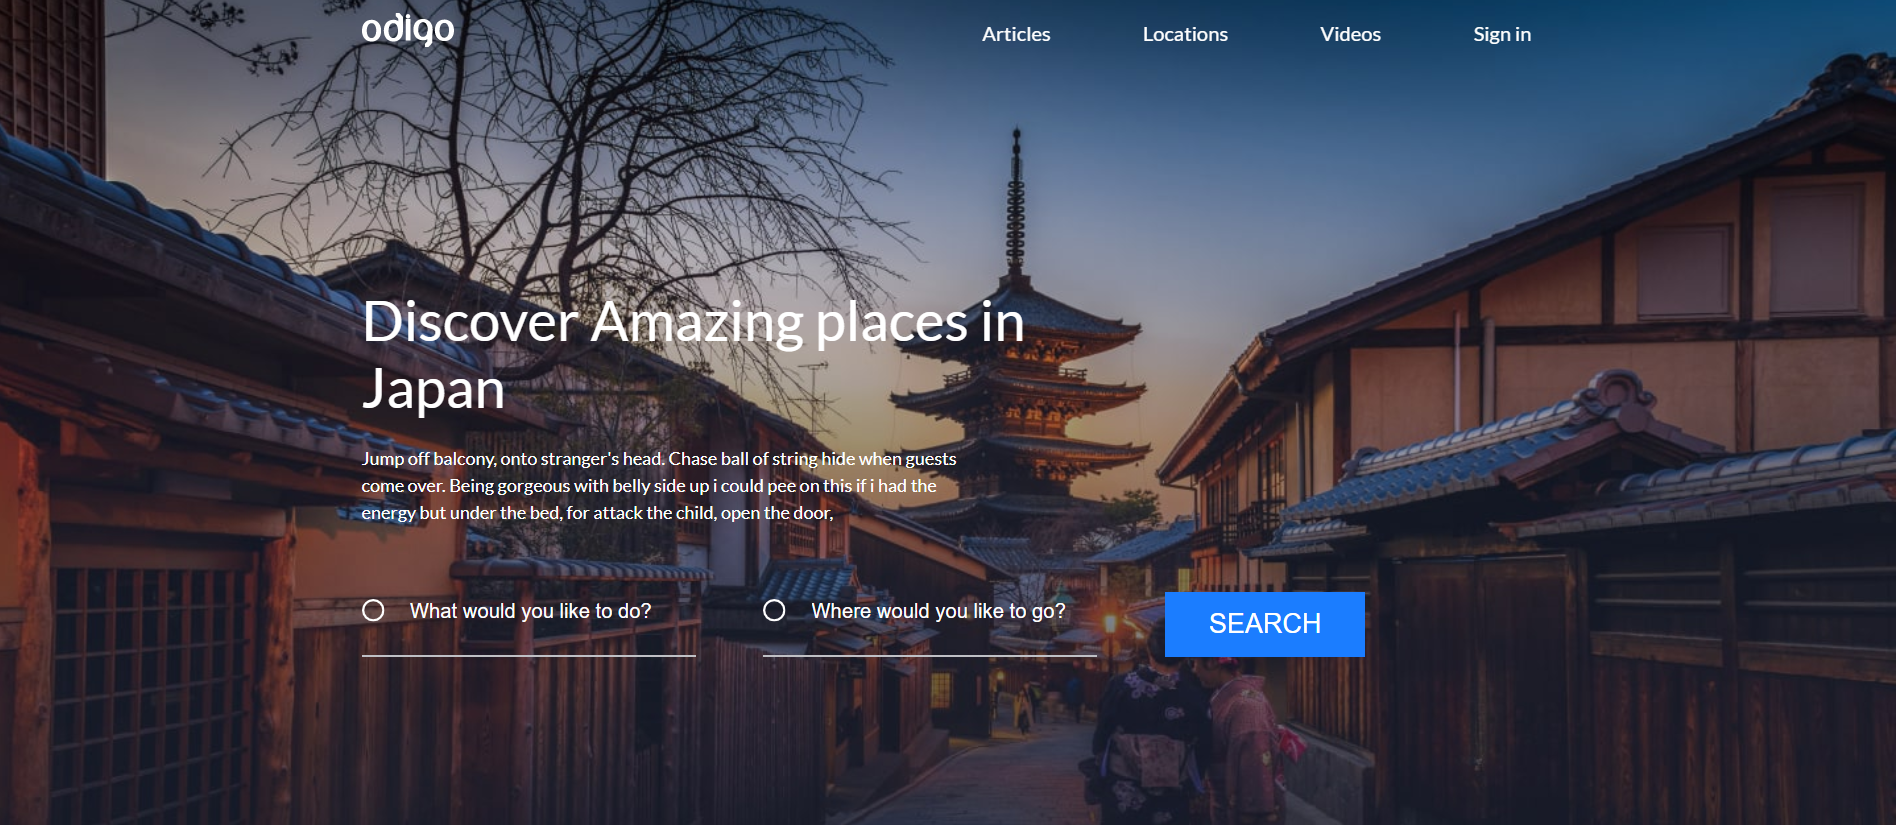 odigo
Articles
Locations
Videos
Sign in
Discover Amazing places in
Japan
Jump off balcony, onto stranger's head. Chase ball of string hide when guests
come over. Being gorgeous with belly side up i could pee on this if i had the
energy but under the bed, for attack the child, open the door,
What would you like to do?
Where would you like to go?
SEARCH